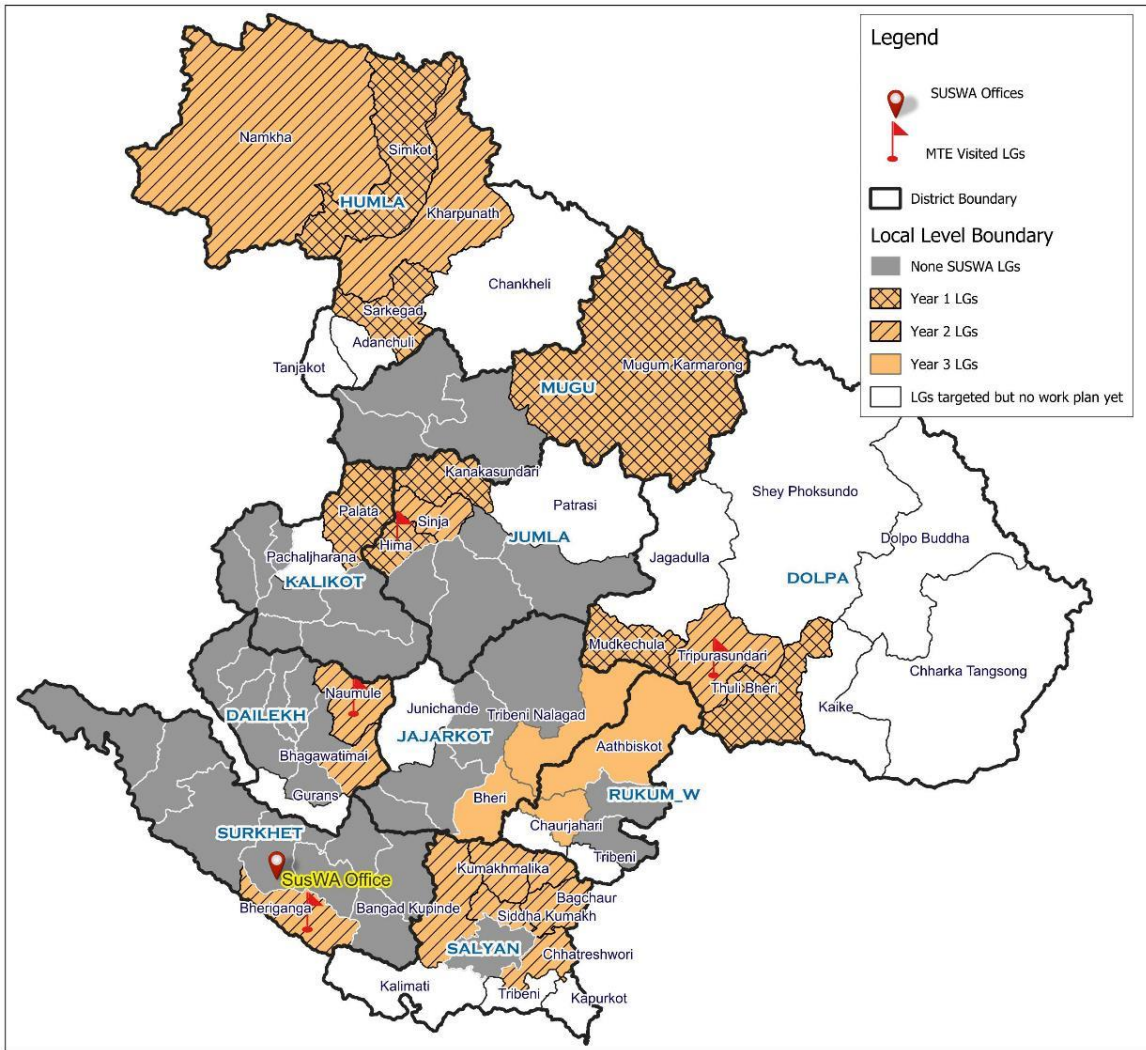 Legend
SUSWA Offices
MTE Visited LGs
District Boundary
Local Level Boundary
None SUSWA LGs
Year 1 LGs
Year 2 LGs
Year 3 LGs
LGs targeted but no work plan yet
Namkha
Simkot
HUMLA
Kharpunath
Chankheli
Sarkegad
Adanchuli
Tanjakot
Mugum Karmarong
MUGU
Kanakasundari
Shey Phoksundo
Patrasi
Palata
Sinja
Hima
JUMLA
Dolpo Buddha
Pachaljharana
Jagadulla
KALIKOT
DOLPA
Mudkechula
Tripurasundari
Chharka Tangsong
Thuli Bheri
Naumule
Kaike
Junichande
Tribeni Nalagad
DAILEKH
JAJARKOT
Aathbiskot
Bhagawatimai
Gurans
Bheri
RUKUM_W
Chaurjahari
SURKHET
Tribeni
Kumakhmalika
SusWA Office
Bagchaur
Bheriganga
Bangad Kupinde
Siddha Kumakh
SALYAN
Chhatreshwori
Kalimati
Tribeni
Kapurkot